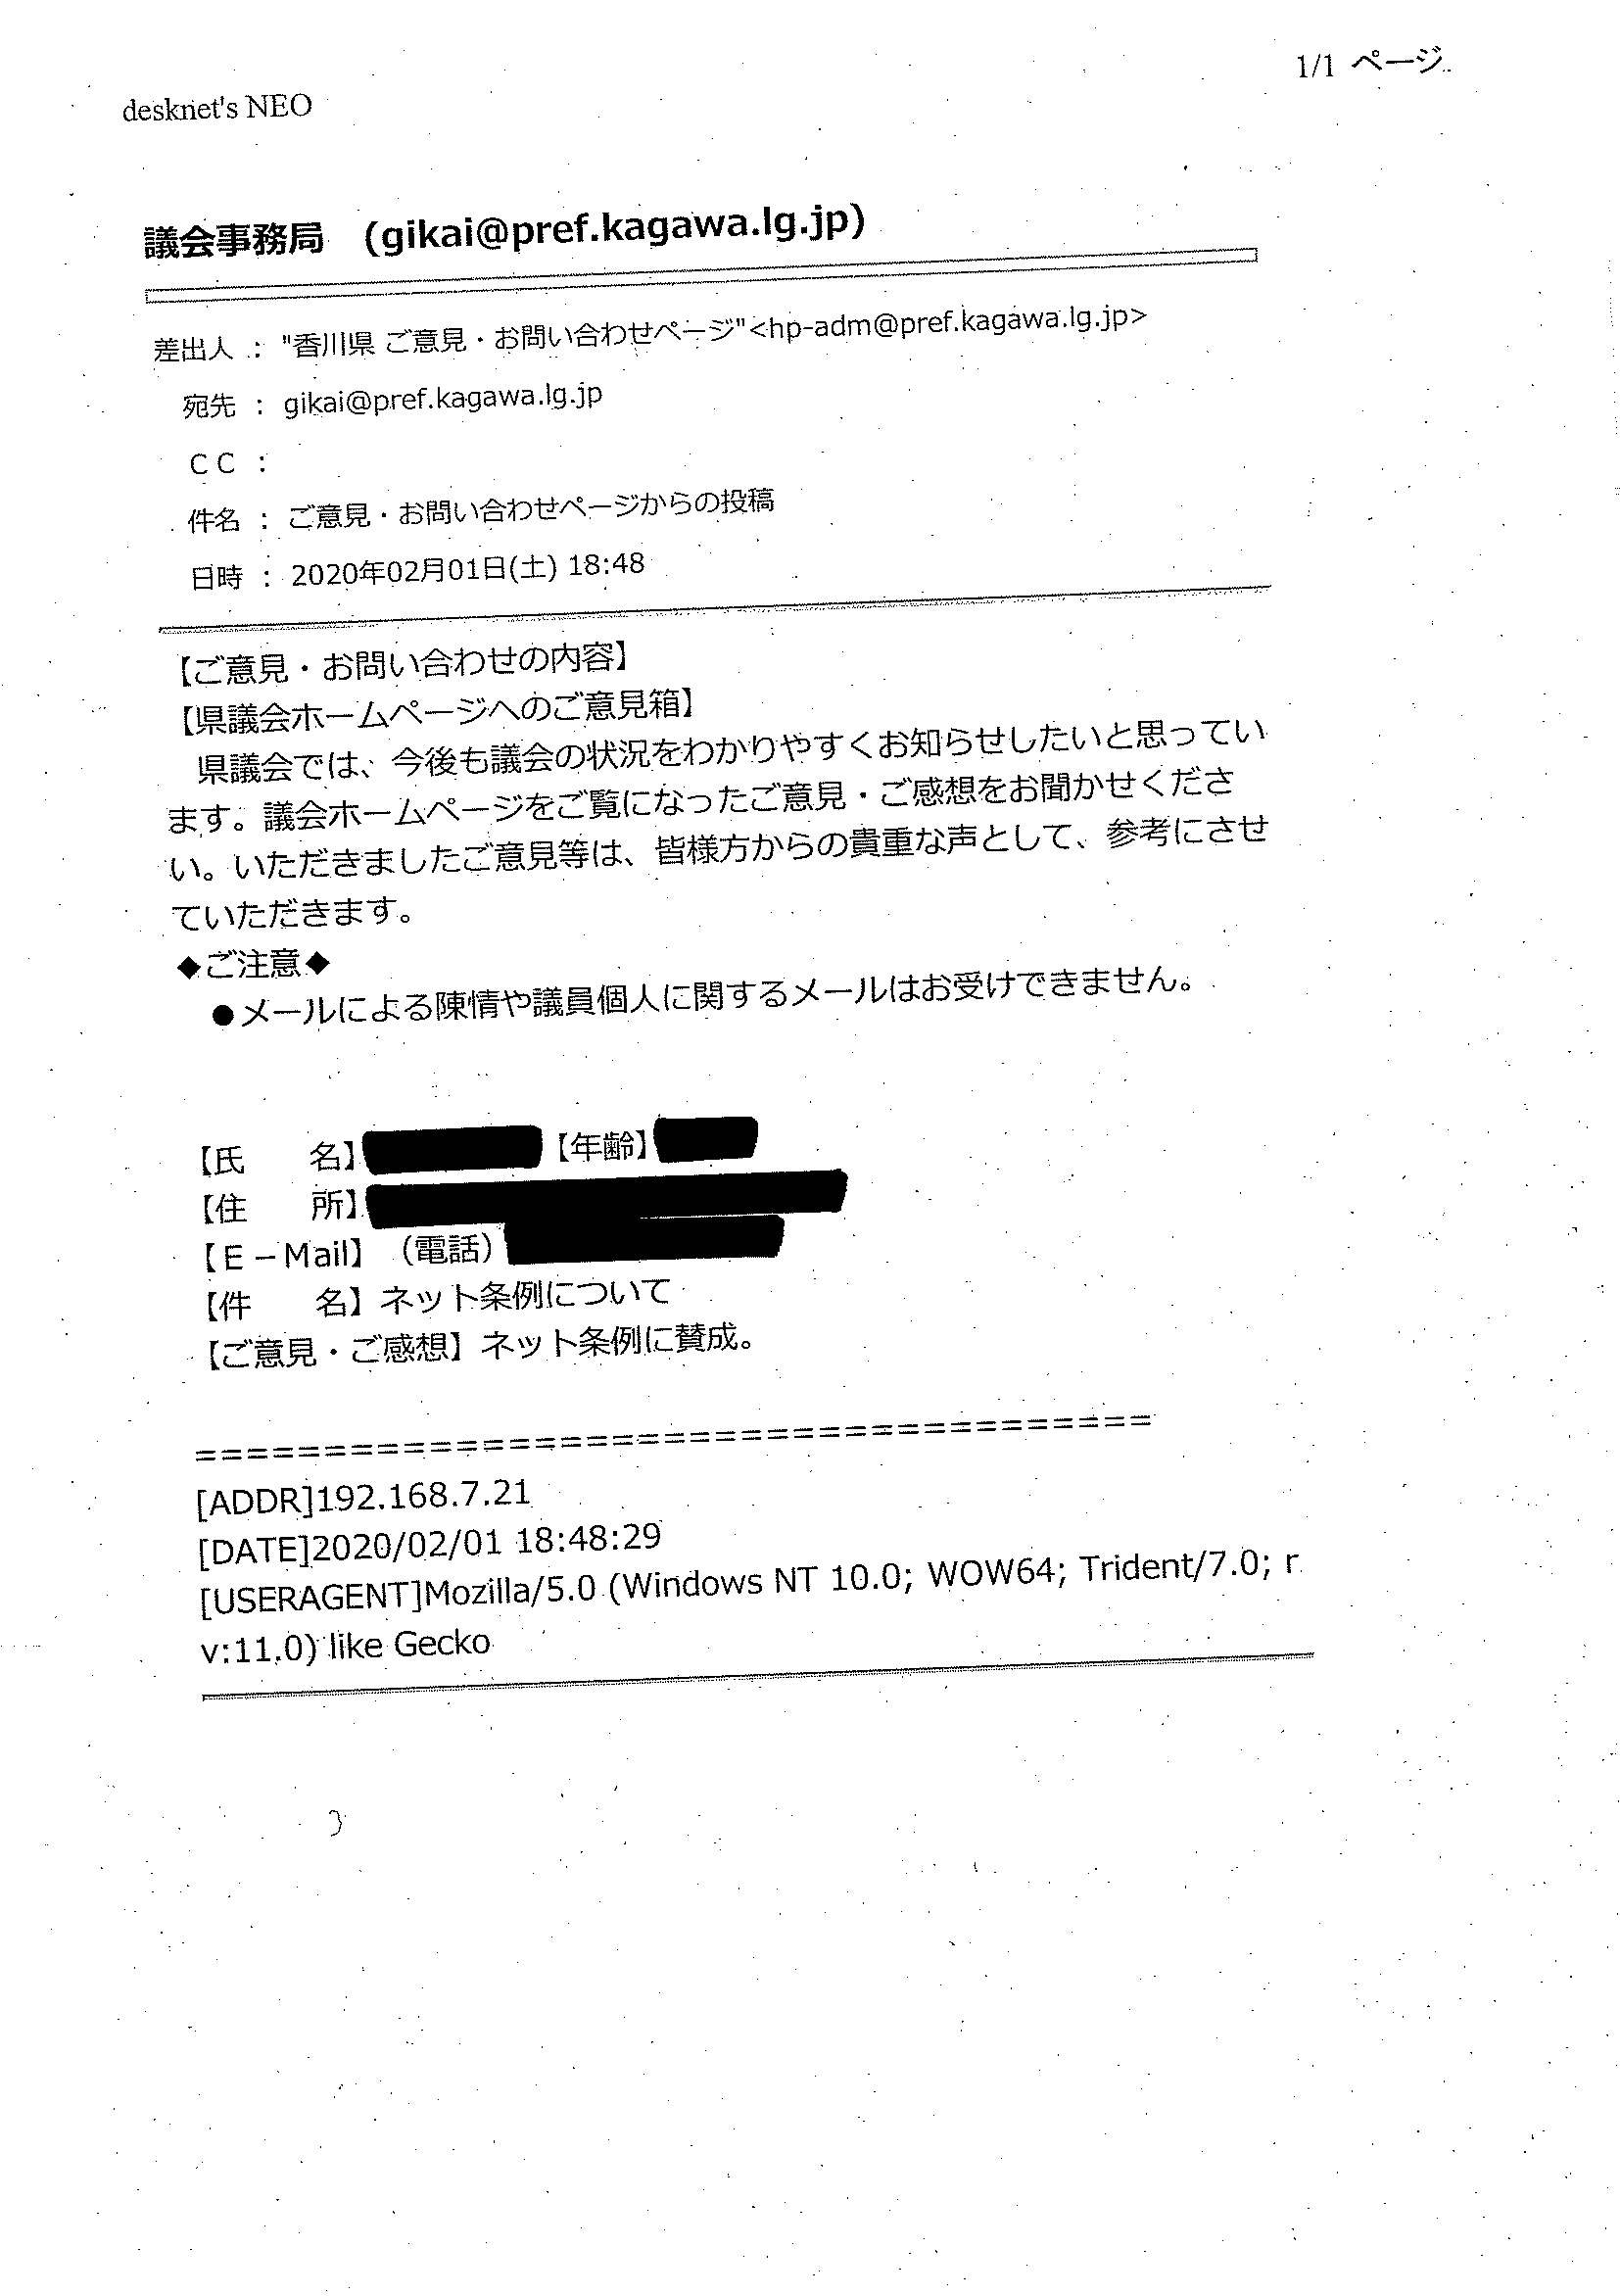 1/1 ページ
desknet's NEO
議会事務局　(gikai@pref.kagawa.lg.jp)
差出人 ： "香川県 ご意見・お問い合わせページ"<hp-adm@pref.kagawa.lg.jp>
宛先 ： gikai@pref.kagawa.lg.jp
ＣＣ ：
件名 ： ご意見・お問い合わせページからの投稿
日時 ： 2020年02月01日(土) 18:48
【ご意見・お問い合わせの内容】
【県議会ホームページへのご意見箱】
　県議会では、今後も議会の状況をわかりやすくお知らせしたいと思ってい
ます。議会ホームページをご覧になったご意見・ご感想をお聞かせくださ
い。いただきましたご意見等は、皆様方からの貴重な声として、参考にさせ
ていただきます。
◆ご注意◆
　●メールによる陳情や議員個人に関するメールはお受けできません。
【氏　　名】【年齢】
【住　　所】
【Ｅ－Mail】（電話）
【件　　名】ネット条例について
【ご意見・ご感想】ネット条例に賛成。
=====================================
[ADDR]192.168.7.21
[DATE]2020/02/01 18:48:29
[USERAGENT]Mozilla/5.0 (Windows NT 10.0; WOW64; Trident/7.0; r
v:11.0) like Gecko